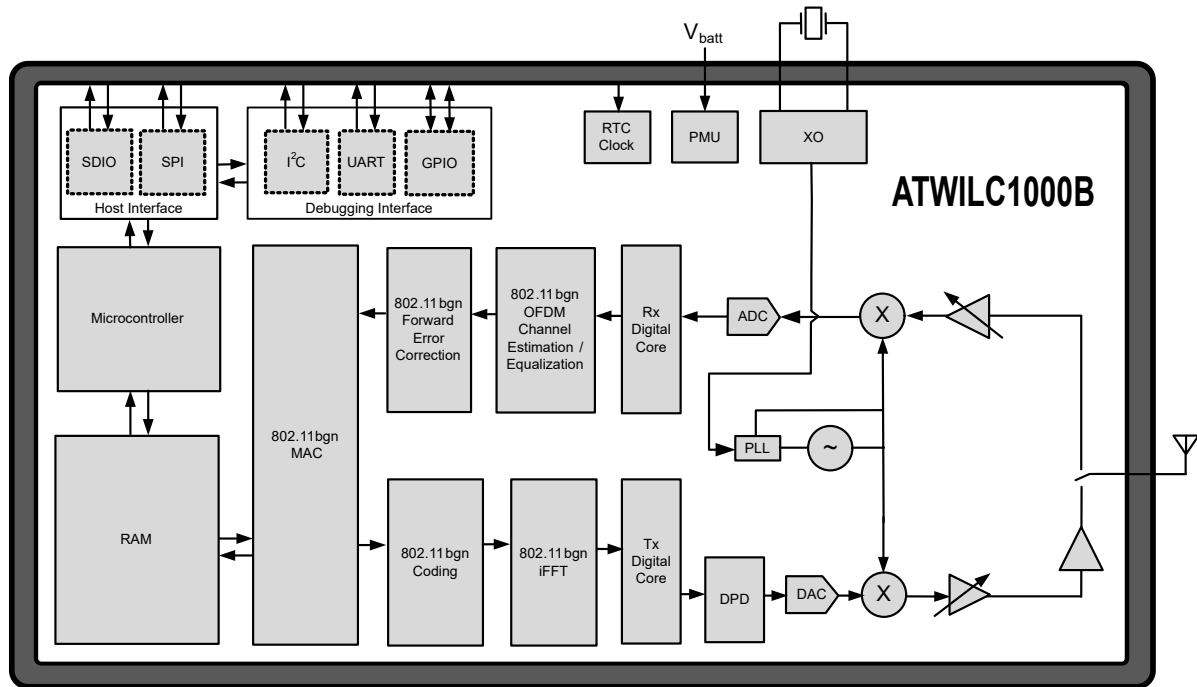 V_batt
RTC
Clock
PMU
XO
SDIO
SPI
I²C
UART
GPIO
Host Interface
Debugging Interface
ATWILC1000B
Microcontroller
802.11bgn
MAC
802.11bgn
Forward
Error
Correction
802.11bgn
OFDM
Channel
Estimation /
Equalization
Rx
Digital
Core
ADC
X
PLL
~
RAM
802.11bgn
Coding
802.11bgn
iFFT
Tx
Digital
Core
DPD
DAC
X